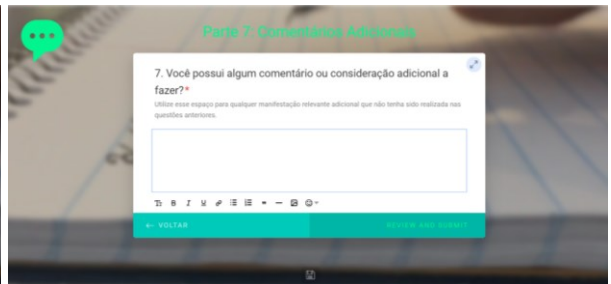 Parte 7: Comentários Adicionais
7. Você possui algum comentário ou consideração adicional a
fazer?*
Utilize esse espaço para qualquer manifestação relevante adicional que não tenha sido realizada nas
questões anteriores.
← VOLTAR
REVIEW AND SUBMIT